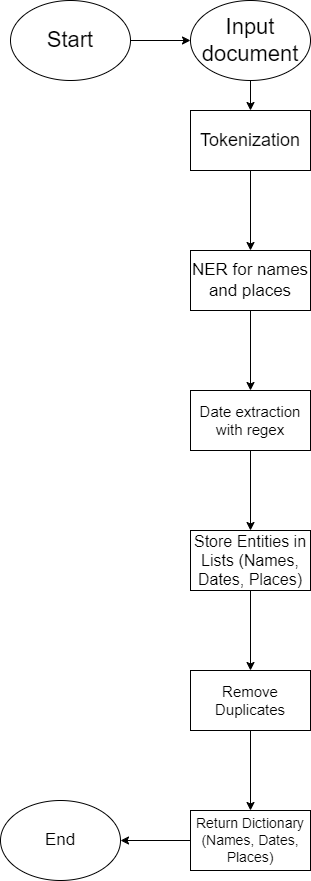 Start
Input
document
Tokenization
NER for names
and places
Date extraction
with regex
Store Entities in
Lists (Names,
Dates, Places)
Remove
Duplicates
Return Dictionary
(Names, Dates,
Places)
End